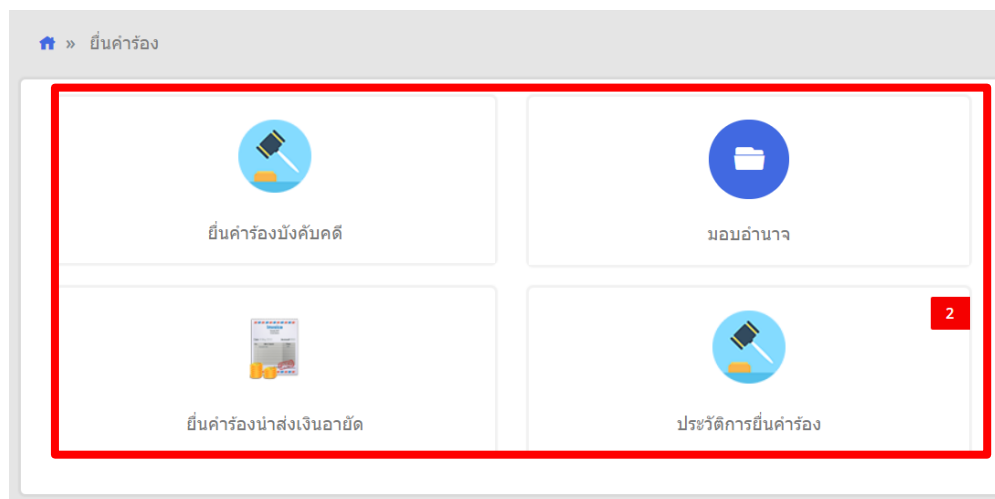 » ยื่นคำร้อง
ยื่นคำร้องบังคับคดี
มอบอำนาจ
2
ยื่นคำร้องนำส่งเงินอายัด
ประวัติการยื่นคำร้อง